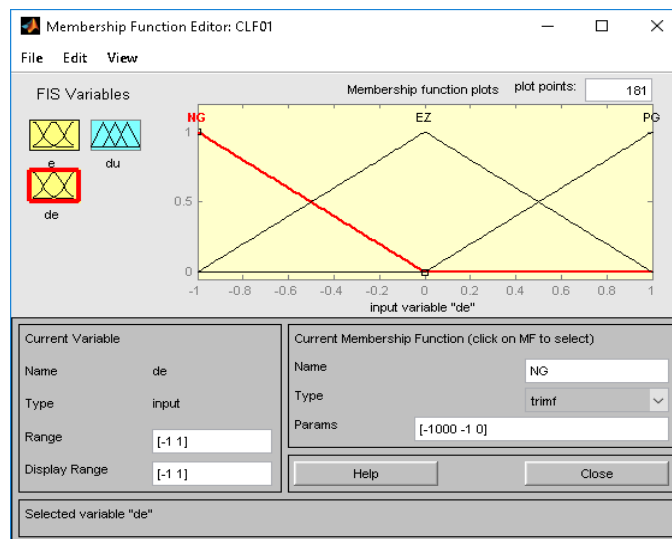 Membership Function Editor: CLF01
File Edit View
FIS Variables
Membership function plots plot points: 181
NG EZ PG
e du
de
1
0.5
0
-1 -0.8 -0.6 -0.4 -0.2 0 0.2 0.4 0.6 0.8 1
input variable "de"
Current Variable
Name de
Type input
Range [-1 1]
Display Range [-1 1]
Current Membership Function (click on MF to select)
Name NG
Type trimf
Params [-1000 -1 0]
Help Close
Selected variable "de"